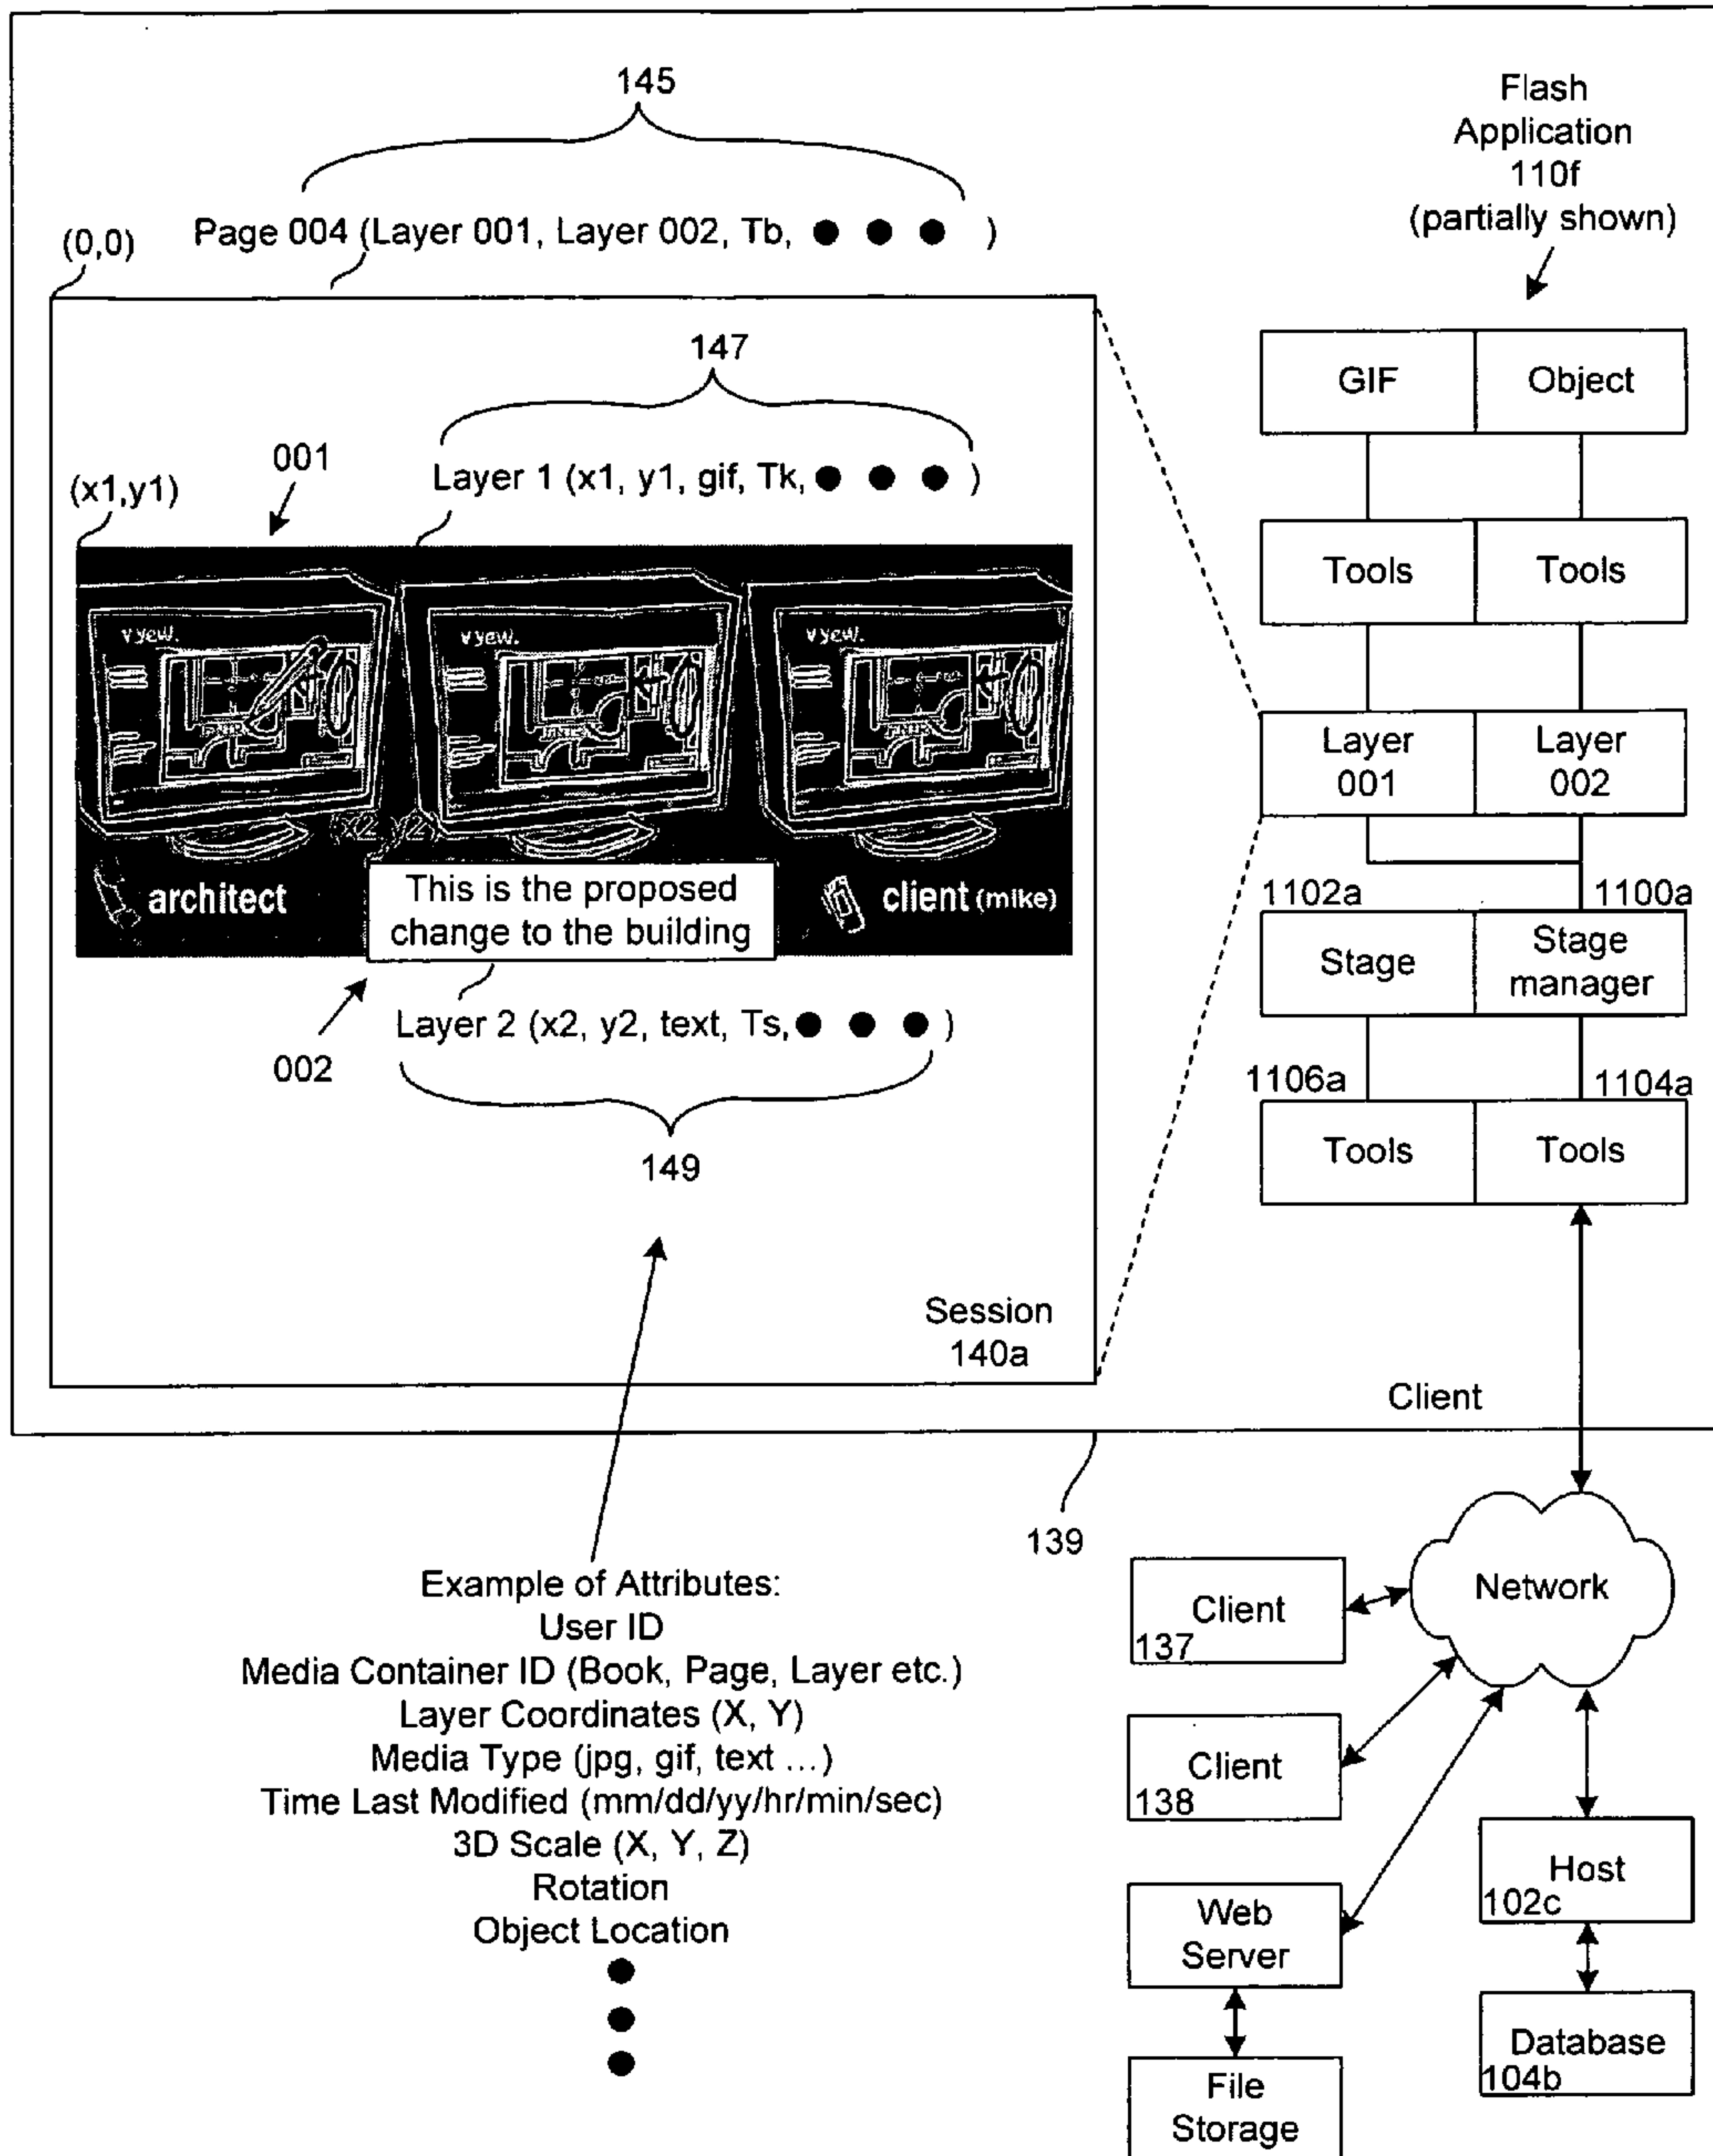 145
Flash
Application
110f
(partially shown)
(0,0)
Page 004 (Layer 001, Layer 002, Tb, ● ● ● )
147
GIF
Object
001
(x1,y1)
Layer 1 (x1, y1, gif, Tk, ● ● ● )
Tools
Tools
vyew.
vyew.
vyew.
Layer
001
Layer
002
(x2, y2)
architect
This is the proposed
change to the building
client (mike)
1102a
1100a
Stage
Stage
manager
Layer 2 (x2, y2, text, Ts, ● ● ● )
002
1106a
1104a
Tools
Tools
149
Session
140a
Client
139
Example of Attributes:
User ID
Media Container ID (Book, Page, Layer etc.)
Layer Coordinates (X, Y)
Media Type (jpg, gif, text ...)
Time Last Modified (mm/dd/yy/hr/min/sec)
3D Scale (X, Y, Z)
Rotation
Object Location
Network
Client
137
Client
138
Host
102c
Web
Server
Database
104b
File
Storage